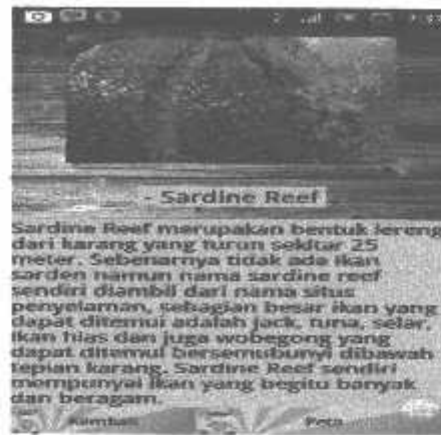 - Sardine Reef
Sardine Reef merupakan bentuk lereng
dari karang yang turun sekitar 25
meter. Sebenarnya tidak ada ikan
sarden namun nama sardine reef
sendiri diambil dari nama situs
penyelaman, sebagian besar ikan yang
dapat ditemui adalah jack, tuna, selar,
ikan hias dan juga wobegong yang
dapat ditemui bersembunyi dibawah
tepian karang. Sardine Reef sendiri
mempunyai ikan yang begitu banyak
dan beragam.
Kembali Peta